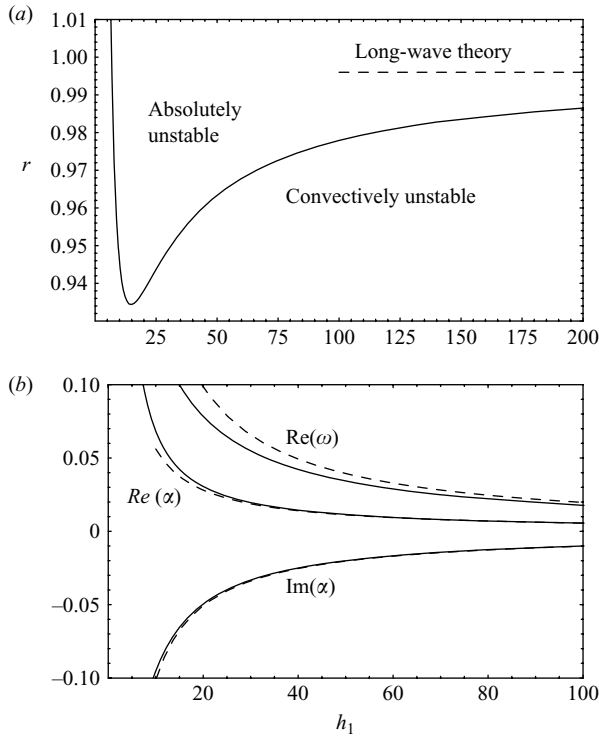 (a)
1.01
1.00
0.99
0.98
0.97
0.96
0.95
0.94
r
Long-wave theory
Absolutely
unstable
Convectively unstable
25 50 75 100 125 150 175 200
(b)
0.10
0.05
0
–0.05
–0.10
Re(ω)
Re (α)
Im(α)
20 40 60 80 100
h1